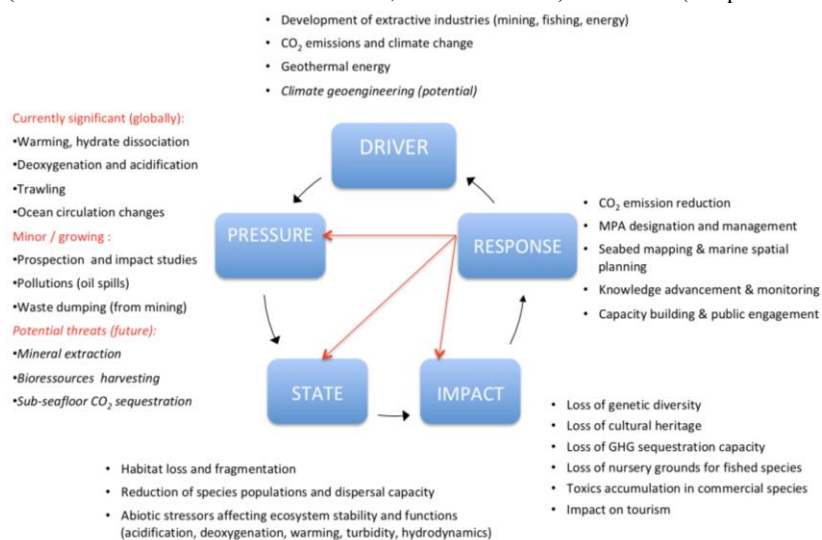 • Development of extractive industries (mining, fishing, energy)
• CO₂ emissions and climate change
• Geothermal energy
• Climate geoengineering (potential)
DRIVER
Currently significant (globally):
•Warming, hydrate dissociation
•Deoxygenation and acidification
•Trawling
•Ocean circulation changes
Minor / growing :
•Prospection and impact studies
•Pollutions (oil spills)
•Waste dumping (from mining)
Potential threats (future):
•Mineral extraction
•Bioressources harvesting
•Sub-seafloor CO₂ sequestration
PRESSURE
RESPONSE
• CO₂ emission reduction
• MPA designation and management
• Seabed mapping & marine spatial
planning
• Knowledge advancement & monitoring
• Capacity building & public engagement
STATE
IMPACT
• Loss of genetic diversity
• Loss of cultural heritage
• Loss of GHG sequestration capacity
• Loss of nursery grounds for fished species
• Toxics accumulation in commercial species
• Impact on tourism
• Habitat loss and fragmentation
• Reduction of species populations and dispersal capacity
• Abiotic stressors affecting ecosystem stability and functions
(acidification, deoxygenation, warming, turbidity, hydrodynamics)